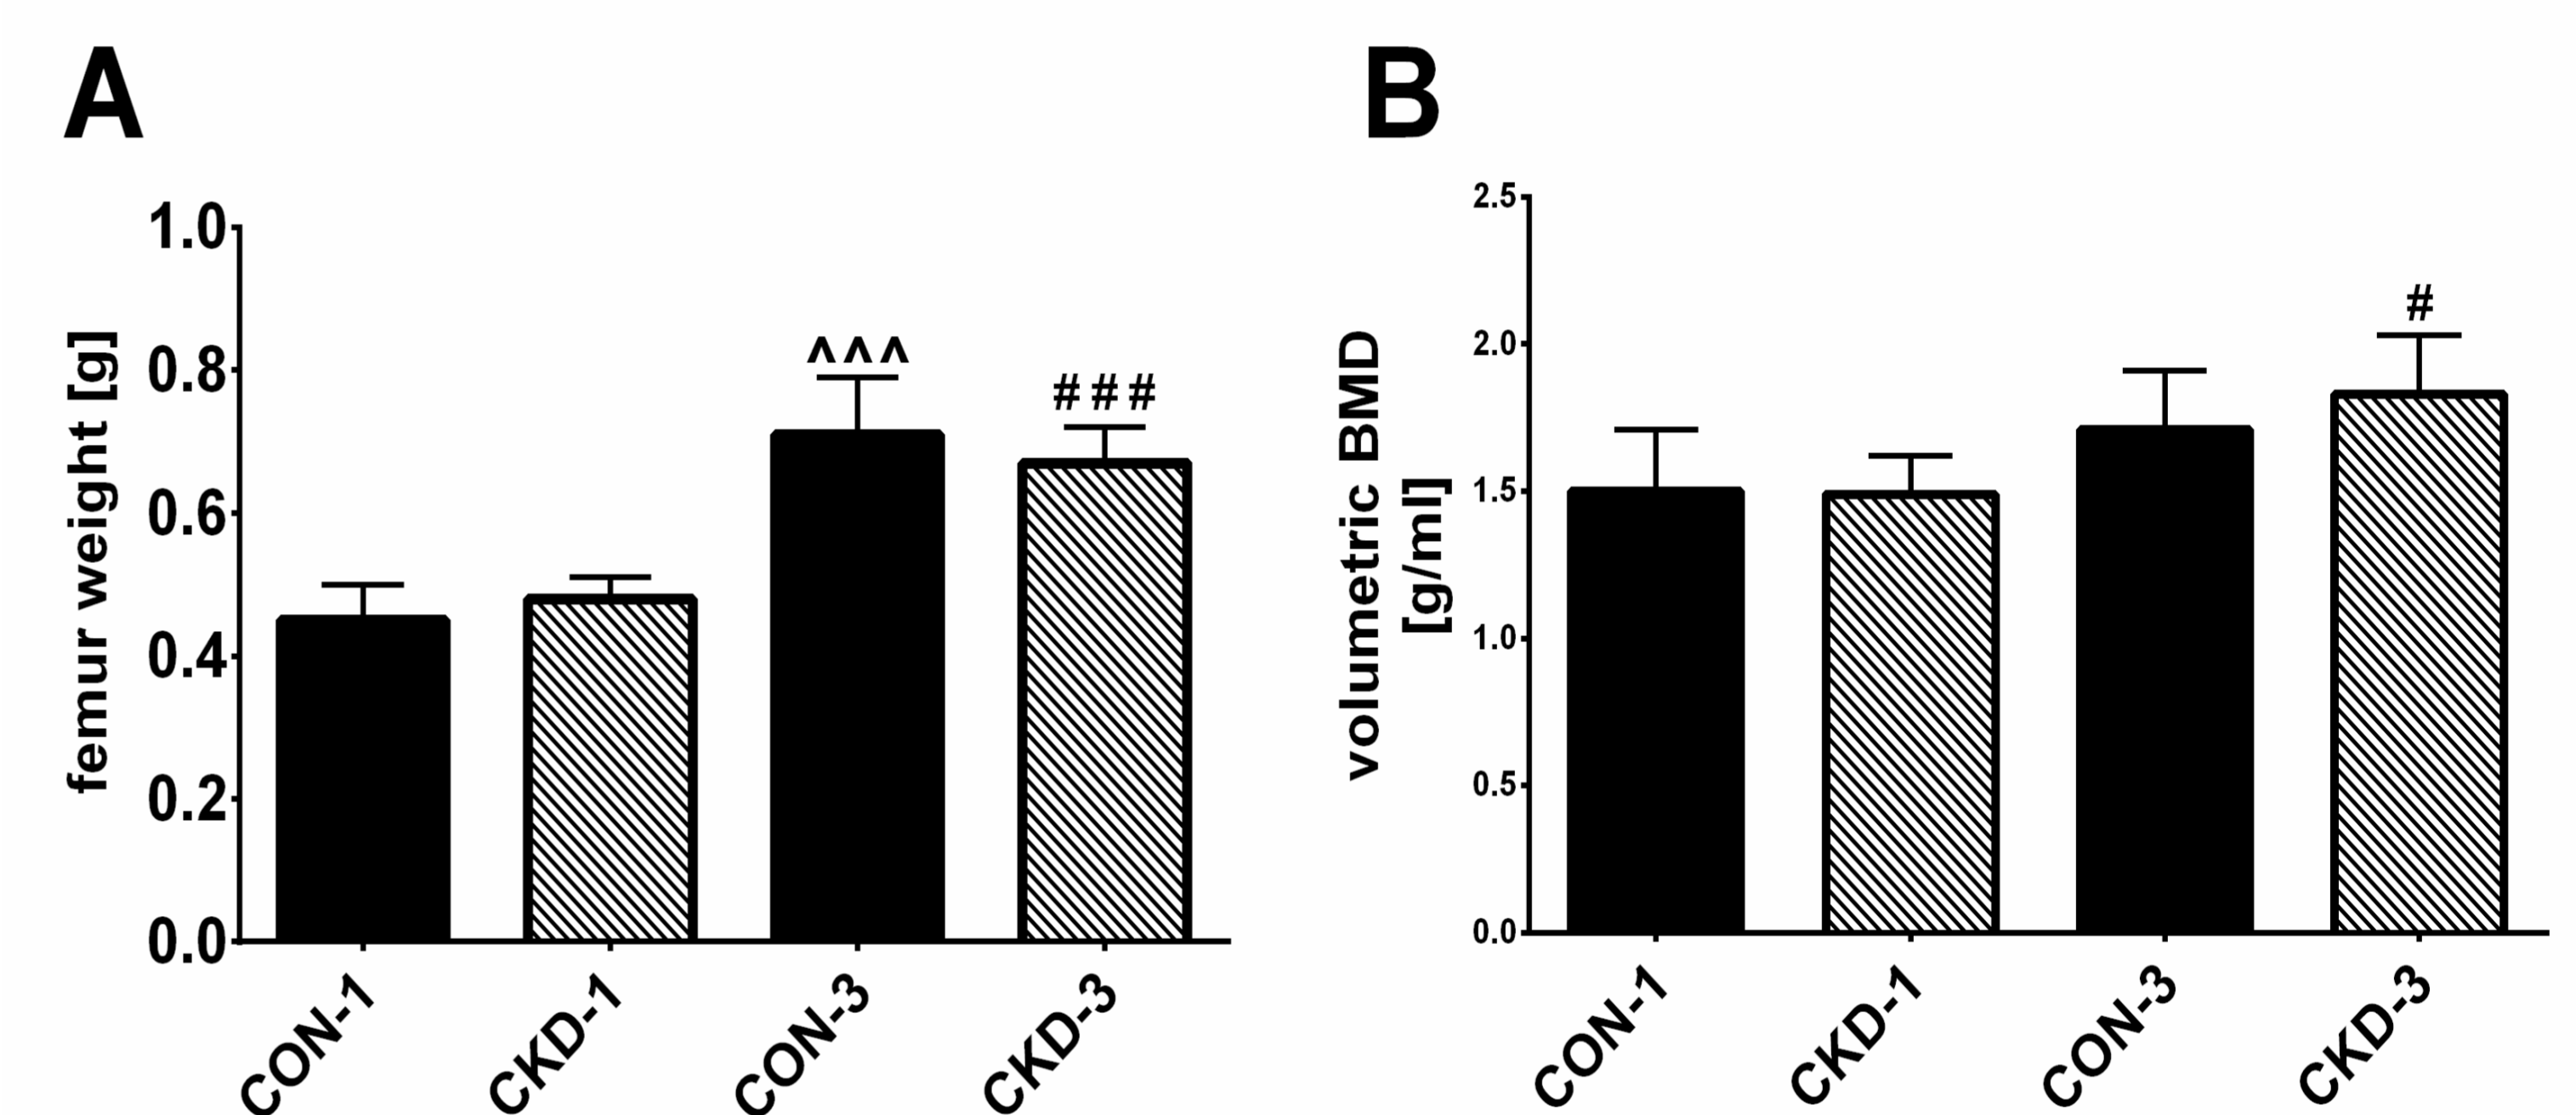 A
femur weight [g]
1.0
0.8
0.6
0.4
0.2
0.0
^^^
###
CON-1
CKD-1
CON-3
CKD-3
B
volumetric BMD
[g/ml]
2.5
2.0
1.5
1.0
0.5
0.0
#
CON-1
CKD-1
CON-3
CKD-3